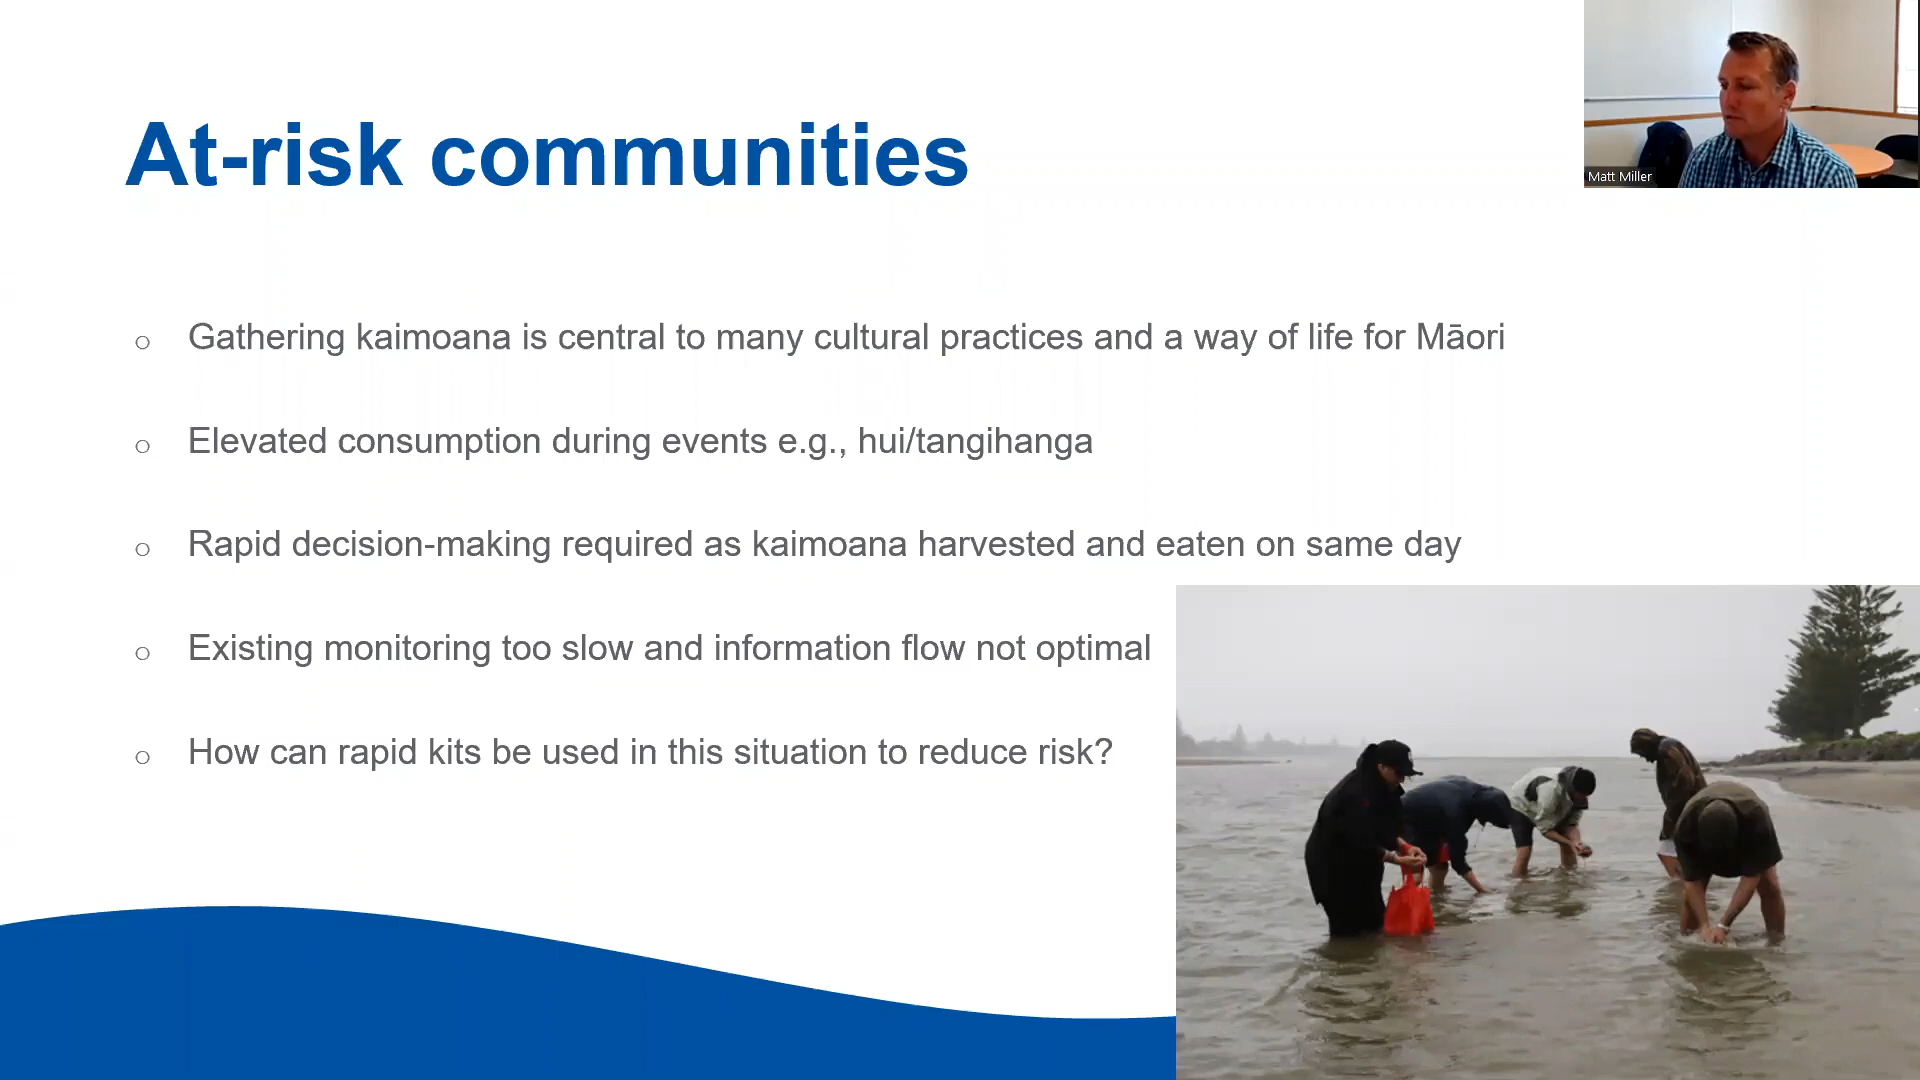 At-risk communities
Matt Miller
Gathering kaimoana is central to many cultural practices and a way of life for Māori
Elevated consumption during events e.g., hui/tangihanga
Rapid decision-making required as kaimoana harvested and eaten on same day
Existing monitoring too slow and information flow not optimal
How can rapid kits be used in this situation to reduce risk?